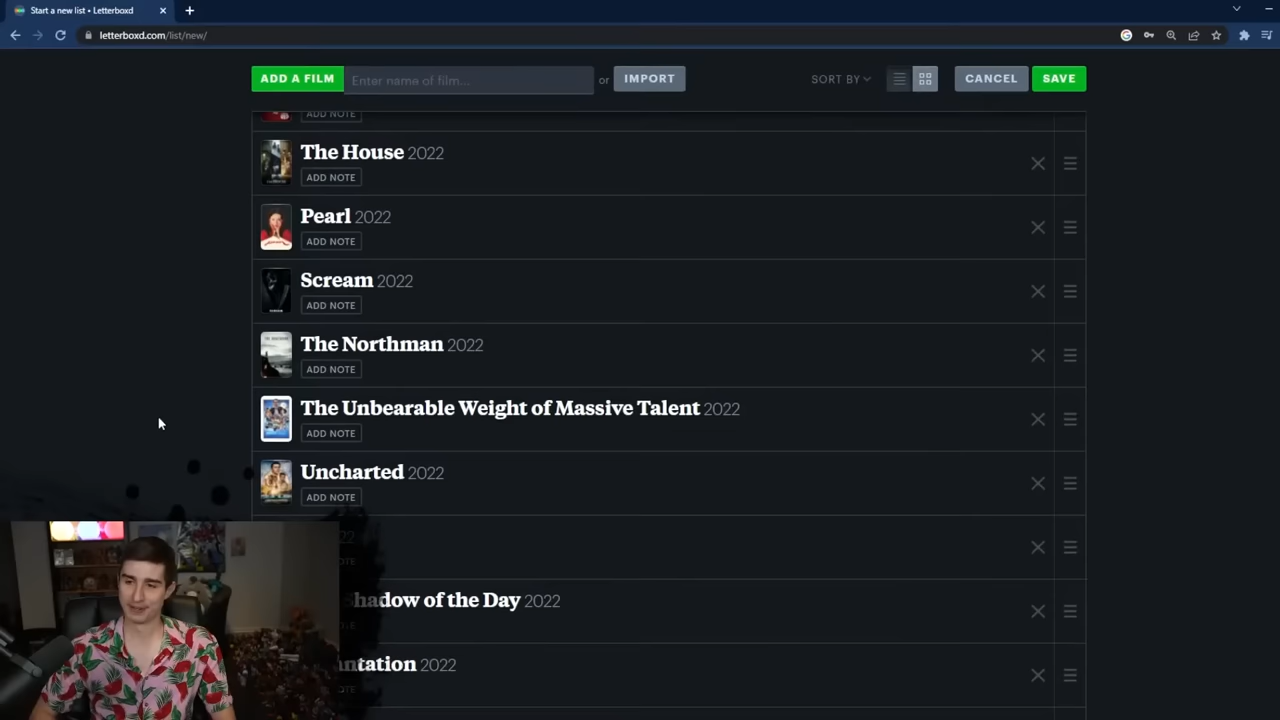 Start a new list • Letterboxd
letterboxd.com/list/new/
ADD A FILM
Enter name of film...
or
IMPORT
SORT BY
CANCEL
SAVE
ADD NOTE
The House 2022
ADD NOTE
Pearl 2022
ADD NOTE
Scream 2022
ADD NOTE
The Northman 2022
ADD NOTE
The Unbearable Weight of Massive Talent 2022
ADD NOTE
Uncharted 2022
ADD NOTE
hadow of the Day 2022
ntation 2022